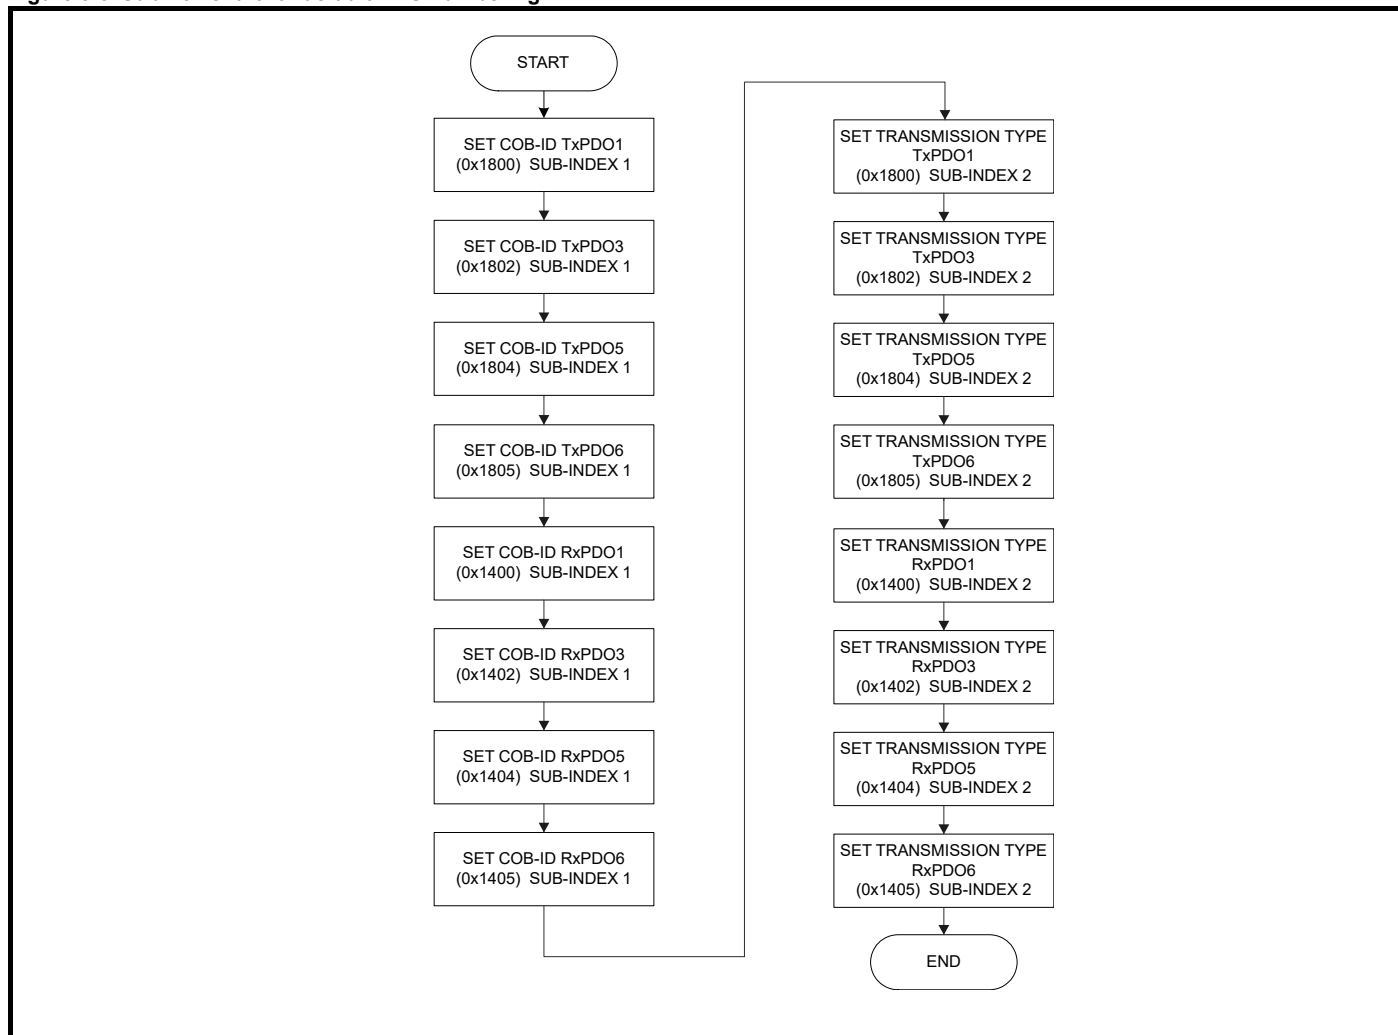 START
SET COB-ID TxPDO1
(0x1800) SUB-INDEX 1
SET COB-ID TxPDO3
(0x1802) SUB-INDEX 1
SET COB-ID TxPDO5
(0x1804) SUB-INDEX 1
SET COB-ID TxPDO6
(0x1805) SUB-INDEX 1
SET COB-ID RxPDO1
(0x1400) SUB-INDEX 1
SET COB-ID RxPDO3
(0x1402) SUB-INDEX 1
SET COB-ID RxPDO5
(0x1404) SUB-INDEX 1
SET COB-ID RxPDO6
(0x1405) SUB-INDEX 1
SET TRANSMISSION TYPE
TxPDO1
(0x1800) SUB-INDEX 2
SET TRANSMISSION TYPE
TxPDO3
(0x1802) SUB-INDEX 2
SET TRANSMISSION TYPE
TxPDO5
(0x1804) SUB-INDEX 2
SET TRANSMISSION TYPE
TxPDO6
(0x1805) SUB-INDEX 2
SET TRANSMISSION TYPE
RxPDO1
(0x1400) SUB-INDEX 2
SET TRANSMISSION TYPE
RxPDO3
(0x1402) SUB-INDEX 2
SET TRANSMISSION TYPE
RxPDO5
(0x1404) SUB-INDEX 2
SET TRANSMISSION TYPE
RxPDO6
(0x1405) SUB-INDEX 2
END